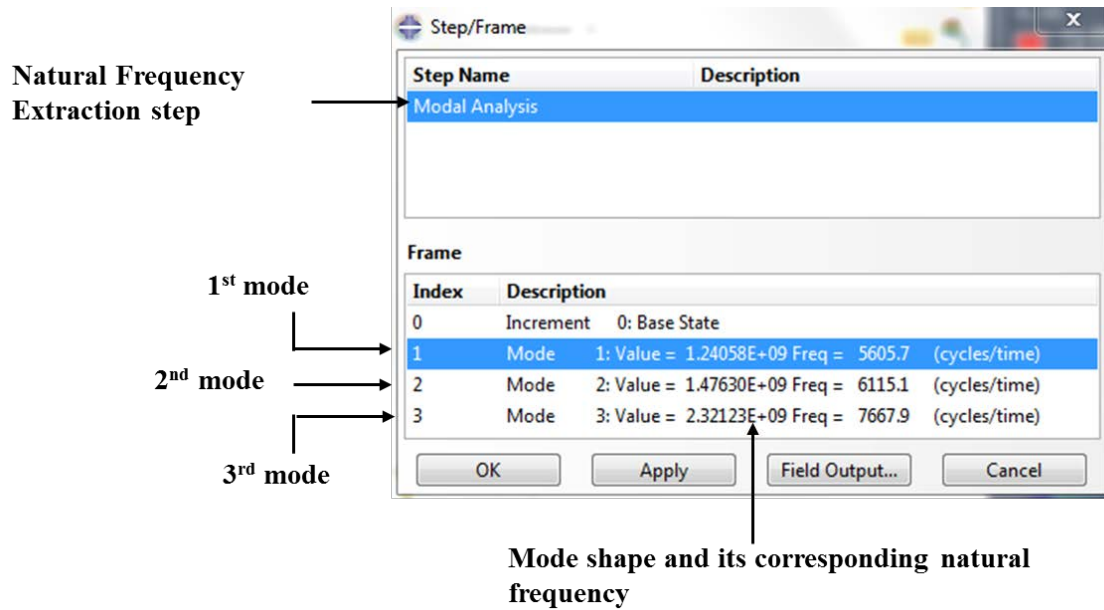 Step/Frame
X
Natural Frequency
Extraction step
Step Name Description
Modal Analysis
Frame
1st mode
2nd mode
3rd mode
Index Description
0 Increment 0: Base State
1 Mode 1: Value = 1.24058E+09 Freq = 5605.7 (cycles/time)
2 Mode 2: Value = 1.47630E+09 Freq = 6115.1 (cycles/time)
3 Mode 3: Value = 2.32123E+09 Freq = 7667.9 (cycles/time)
OK Apply Field Output... Cancel
Mode shape and its corresponding natural
frequency